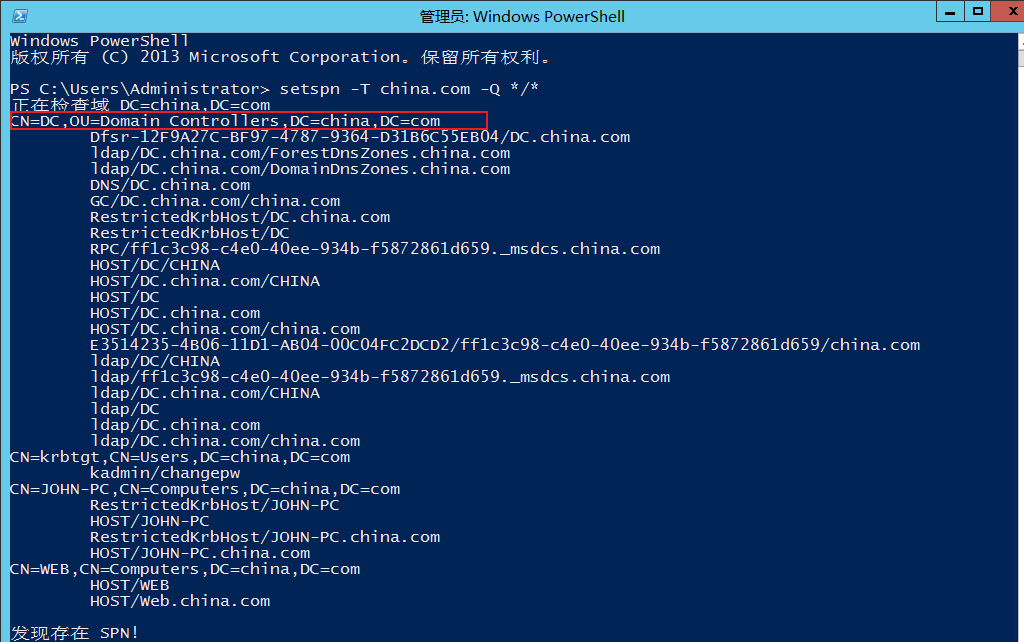 管理员: Windows PowerShell
Windows PowerShell
版权所有 (C) 2013 Microsoft Corporation。保留所有权利。
PS C:\Users\Administrator> setspn -T china.com -Q */*
正在检查域 DC=china,DC=com
CN=DC,OU=Domain Controllers,DC=china,DC=com
Dfsr-12F9A27C-BF97-4787-9364-D31B6C55EB04/DC.china.com
ldap/DC.china.com/ForestDnsZones.china.com
ldap/DC.china.com/DomainDnsZones.china.com
DNS/DC.china.com
GC/DC.china.com/china.com
RestrictedKrbHost/DC.china.com
RestrictedKrbHost/DC
RPC/ff1c3c98-c4e0-40ee-934b-f5872861d659._msdcs.china.com
HOST/DC/CHINA
HOST/DC.china.com/CHINA
HOST/DC
HOST/DC.china.com
HOST/DC.china.com/china.com
E3514235-4B06-11D1-AB04-00C04FC2DCD2/ff1c3c98-c4e0-40ee-934b-f5872861d659/china.com
ldap/DC/CHINA
ldap/ff1c3c98-c4e0-40ee-934b-f5872861d659._msdcs.china.com
ldap/DC.china.com/CHINA
ldap/DC
ldap/DC.china.com
ldap/DC.china.com/china.com
CN=krbtgt,CN=Users,DC=china,DC=com
kadmin/changepw
CN=JOHN-PC,CN=Computers,DC=china,DC=com
RestrictedKrbHost/JOHN-PC
HOST/JOHN-PC
RestrictedKrbHost/JOHN-PC.china.com
HOST/JOHN-PC.china.com
CN=WEB,CN=Computers,DC=china,DC=com
HOST/WEB
HOST/Web.china.com
发现存在 SPN!